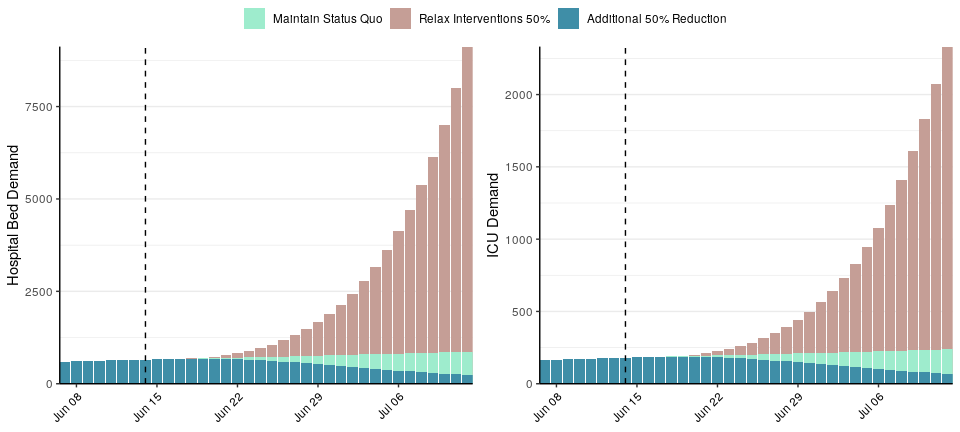 Maintain Status Quo Relax Interventions 50% Additional 50% Reduction
Hospital Bed Demand
7500
5000
2500
0
Jun 08 Jun 15 Jun 22 Jun 29 Jul 06
ICU Demand
2000
1500
1000
500
0
Jun 08 Jun 15 Jun 22 Jun 29 Jul 06